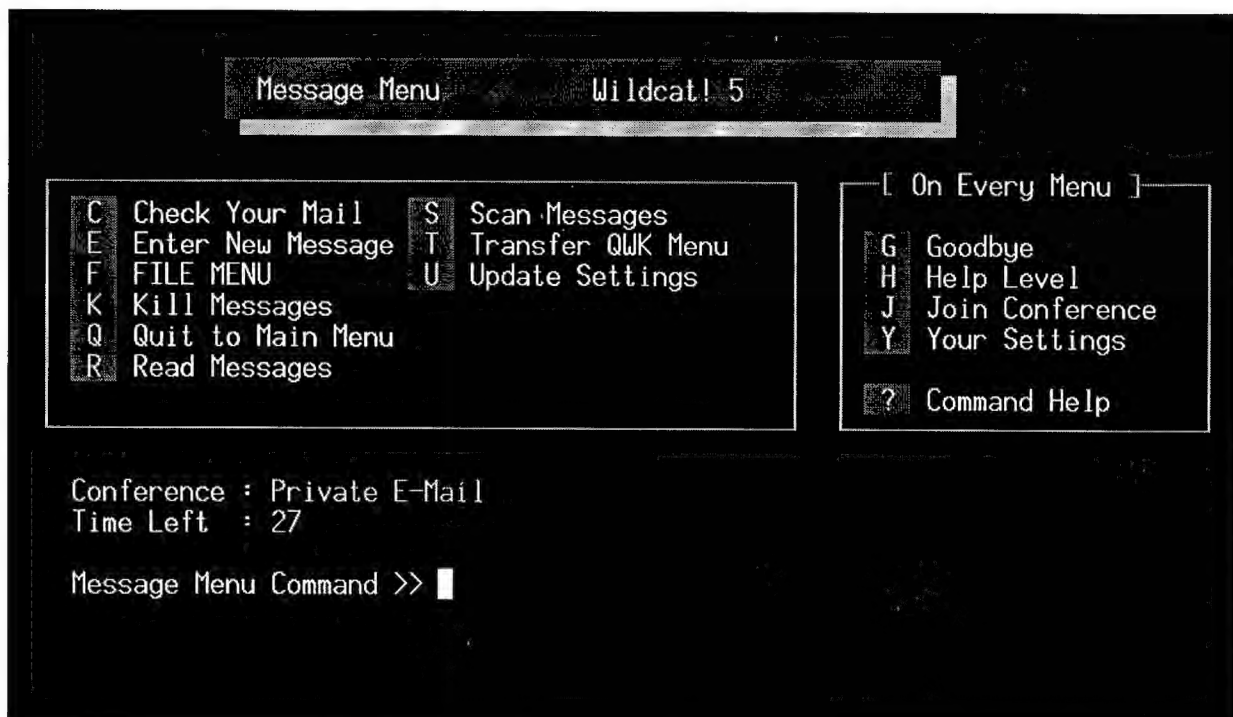 Message Menu Wildcat! 5
C Check Your Mail S Scan Messages
E Enter New Message T Transfer QWK Menu
F FILE MENU U Update Settings
K Kill Messages
Q Quit to Main Menu
R Read Messages
[ On Every Menu ]
G Goodbye
H Help Level
J Join Conference
Y Your Settings
? Command Help
Conference : Private E-Mail
Time Left : 27
Message Menu Command >>